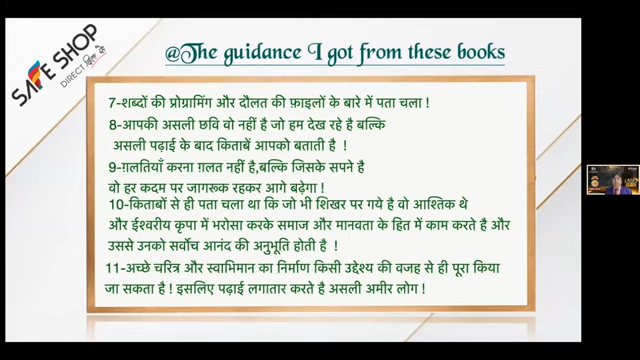 SAFE SHOP
DIRECT दिल से
@The guidance I got from these books
7-शब्दों की प्रोग्रामिंग और दौलत की फ़ाइलों के बारे में पता चला !
8-आपकी असली छवि वो नहीं है जो हम देख रहे है बल्कि
असली पढ़ाई के बाद किताबें आपको बताती है !
9-ग़लतियाँ करना ग़लत नहीं है,बल्कि जिसके सपने है
वो हर कदम पर जागरूक रहकर आगे बढ़ेगा !
10-किताबों से ही पता चला था कि जो भी शिखर पर गये है वो आश्तिक थे
और ईश्वरीय कृपा में भरोसा करके समाज और मानवता के हित में काम करते है और
उससे उनको सर्वोच आनंद की अनुभूति होती है !
11-अच्छे चरित्र और स्वाभिमान का निर्माण किसी उद्देश्य की वजह से ही पूरा किया
जा सकता है ! इसलिए पढ़ाई लगातार करते है असली अमीर लोग !